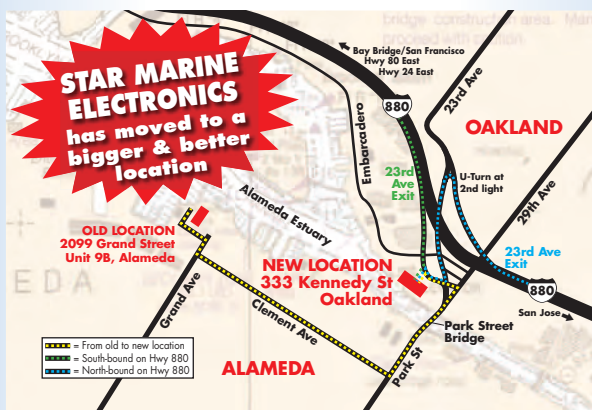 bridge construction area. Mar
proceed with caution.
STAR MARINE
ELECTRONICS
has moved to a
bigger & better
location
Bay Bridge/San Francisco
Hwy 80 East
Hwy 24 East
880
23rd Ave
OAKLAND
Embarcadero
23rd
Ave
Exit
U-Turn at
2nd light
29th Ave
Alameda Estuary
OLD LOCATION
2099 Grand Street
Unit 9B, Alameda
NEW LOCATION
333 Kennedy St
Oakland
23rd Ave
Exit
880
San Jose
EDA
Grand Ave
Clement Ave
Park Street
Bridge
Park St
ALAMEDA
= From old to new location
= South-bound on Hwy 880
= North-bound on Hwy 880